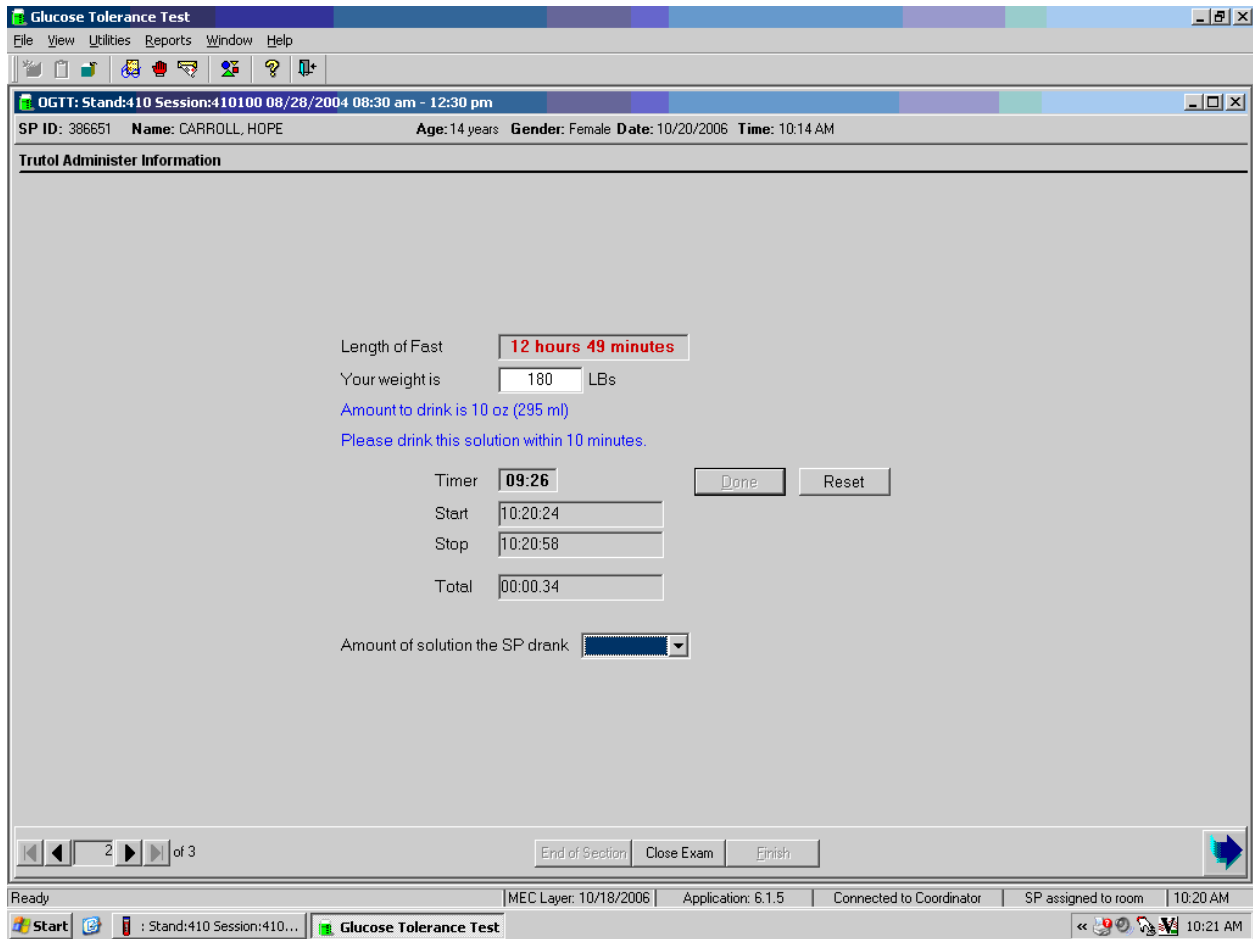 Glucose Tolerance Test
File View Utilities Reports Window Help
OGTT: Stand:410 Session:410100 08/28/2004 08:30 am - 12:30 pm
SP ID: 386651 Name: CARROLL, HOPE Age: 14 years Gender: Female Date: 10/20/2006 Time: 10:14 AM
Trutol Administer Information
Length of Fast 12 hours 49 minutes
Your weight is 180 LBs
Amount to drink is 10 oz (295 ml)
Please drink this solution within 10 minutes.
Timer 09:26 Done Reset
Start 10:20:24
Stop 10:20:58
Total 00:00.34
Amount of solution the SP drank
2 of 3 End of Section Close Exam Finish
Ready MEC Layer: 10/18/2006 Application: 6.1.5 Connected to Coordinator SP assigned to room 10:20 AM
Start : Stand:410 Session:410... Glucose Tolerance Test « 10:21 AM